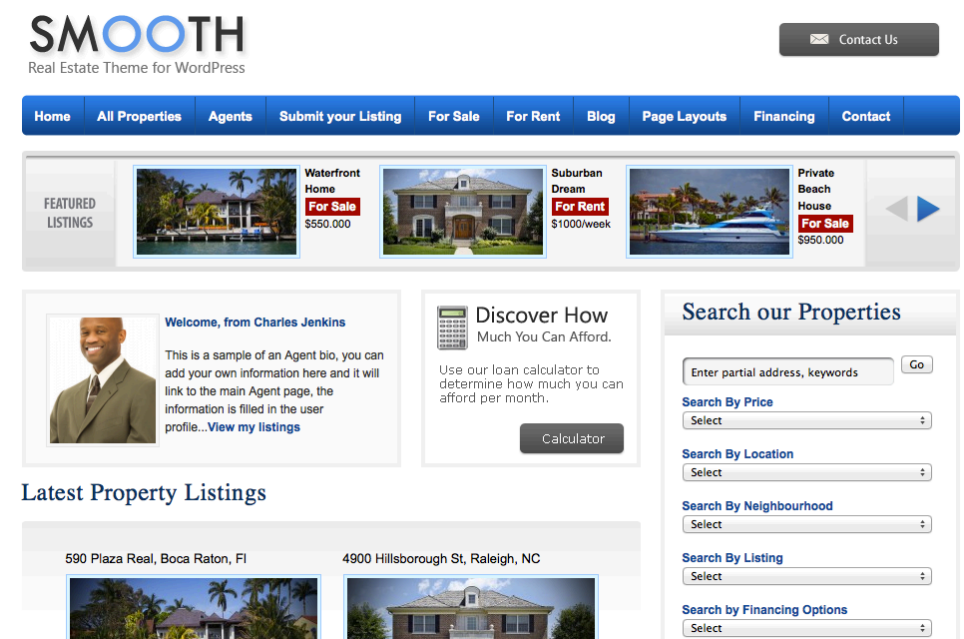 SMOOTH
Real Estate Theme for WordPress
Contact Us
Home
All Properties
Agents
Submit your Listing
For Sale
For Rent
Blog
Page Layouts
Financing
Contact
FEATURED
LISTINGS
Waterfront
Home
For Sale
$550.000
Suburban
Dream
For Rent
$1000/week
Private
Beach
House
For Sale
$950.000
Welcome, from Charles Jenkins
This is a sample of an Agent bio, you can
add your own information here and it will
link to the main Agent page, the
information is filled in the user
profile...View my listings
Discover How
Much You Can Afford.
Use our loan calculator to
determine how much you can
afford per month.
Calculator
Search our Properties
Enter partial address, keywords
Go
Search By Price
Select
Search By Location
Select
Search By Neighbourhood
Select
Search By Listing
Select
Search by Financing Options
Select
Latest Property Listings
590 Plaza Real, Boca Raton, Fl
4900 Hillsborough St, Raleigh, NC